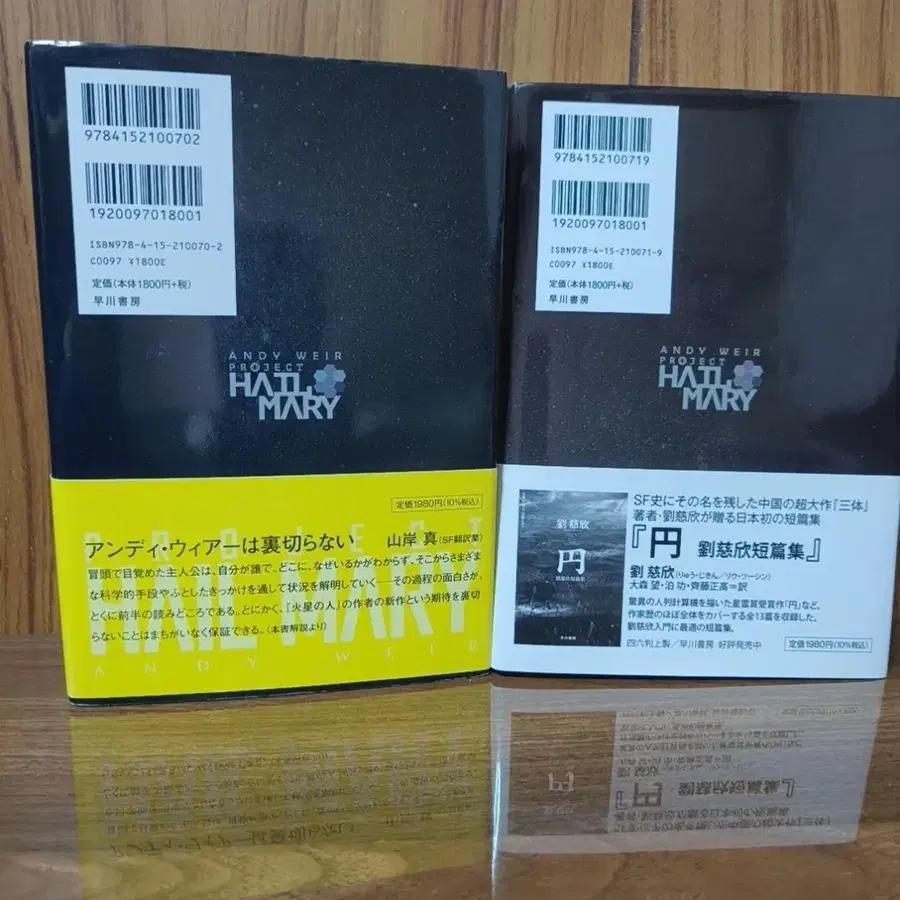 9784152100702
1920097018001
ISBN978-4-15-210070-2
C0097 ¥1800E
定価(本体1800円+税)
早川書房
ANDY WEIR
PROJECT
HAIL
MARY
定価1980円(10%税込)
PROJECT
アンディ・ウィアーは裏切らない 山岸 真(SF翻訳業)
冒頭で目覚めた主人公は、自分が誰で、どこに、なぜいるかがわからず、そこからさまざま
な科学的手段やふとしたきっかけを通して状況を解明していく——その過程の面白さが、
とくに前半の読みどころである。とにかく、『火星の人』の作者の新作という期待を裏切
らないことはまちがいなく保証できる。(本書解説より)
HAIL MARY
ANDY WEIR
9784152100719
1920097018001
ISBN978-4-15-210071-9
C0097 ¥1800E
定価(本体1800円+税)
早川書房
ANDY WEIR
PROJECT
HAIL
MARY
劉慈欣
円
劉慈欣短篇集
早川書房
SF史にその名を残した中国の超大作『三体』
著者・劉慈欣が贈る日本初の短篇集
『円 劉慈欣短篇集』
劉 慈欣(りゅう・じきん/リウ・ツーシン)
大森 望・泊 功・齊藤正高=訳
驚異の人列計算機を描いた星雲賞受賞作「円」など、
作家歴のほぼ全体をカバーする全13篇を収録した、
劉慈欣入門に最適の短篇集。
四六判上製/早川書房 好評発売中
定価1980円(10%税込)